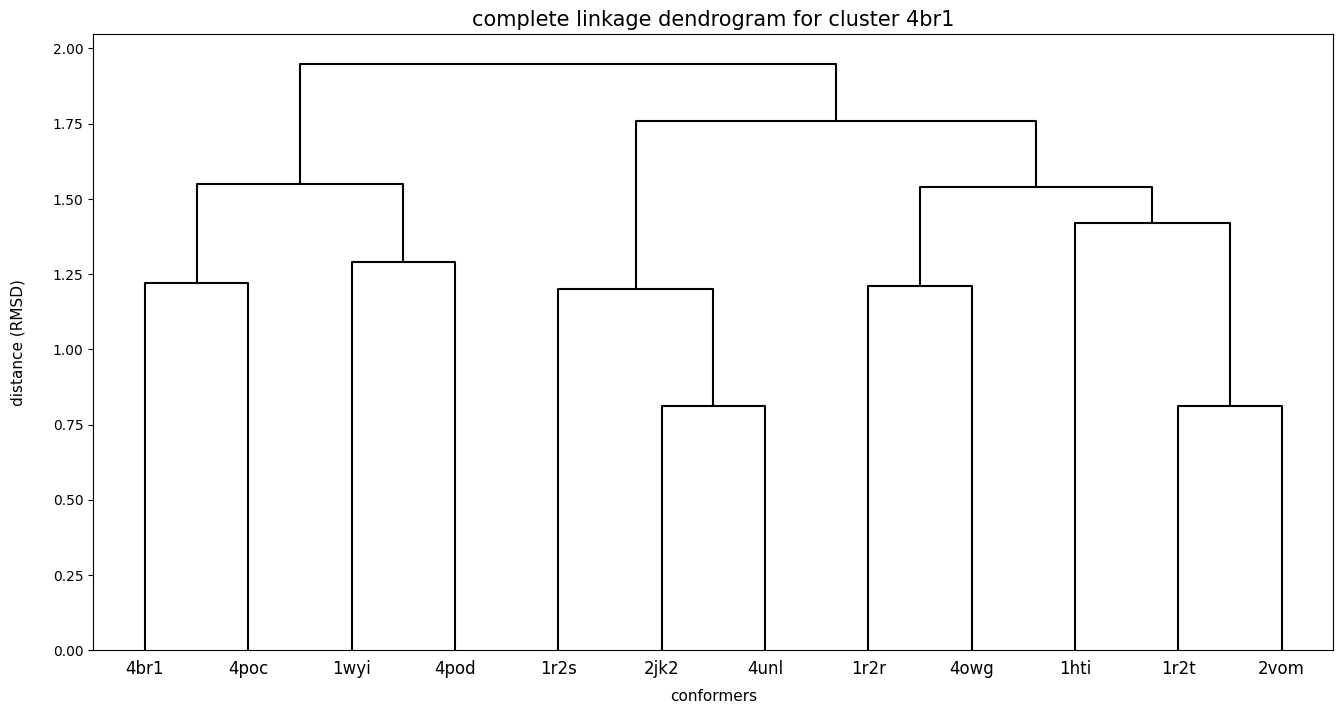 complete linkage dendrogram for cluster 4br1
2.00
1.75
1.50
1.25
1.00
0.75
0.50
0.25
0.00
distance (RMSD)
4br1 4poc 1wyi 4pod 1r2s 2jk2 4unl 1r2r 4owg 1hti 1r2t 2vom
conformers